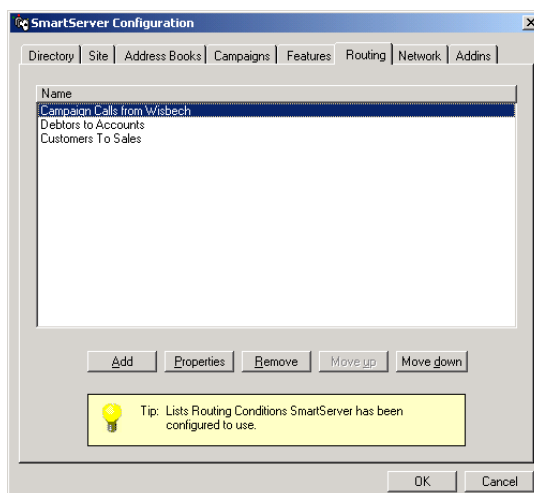 SmartServer Configuration
Directory Site Address Books Campaigns Features Routing Network Addins
Name
Campaign Calls from Wisbech
Debtors to Accounts
Customers To Sales
Add Properties Remove Move up Move down
Tip: Lists Routing Conditions SmartServer has been
configured to use.
OK Cancel